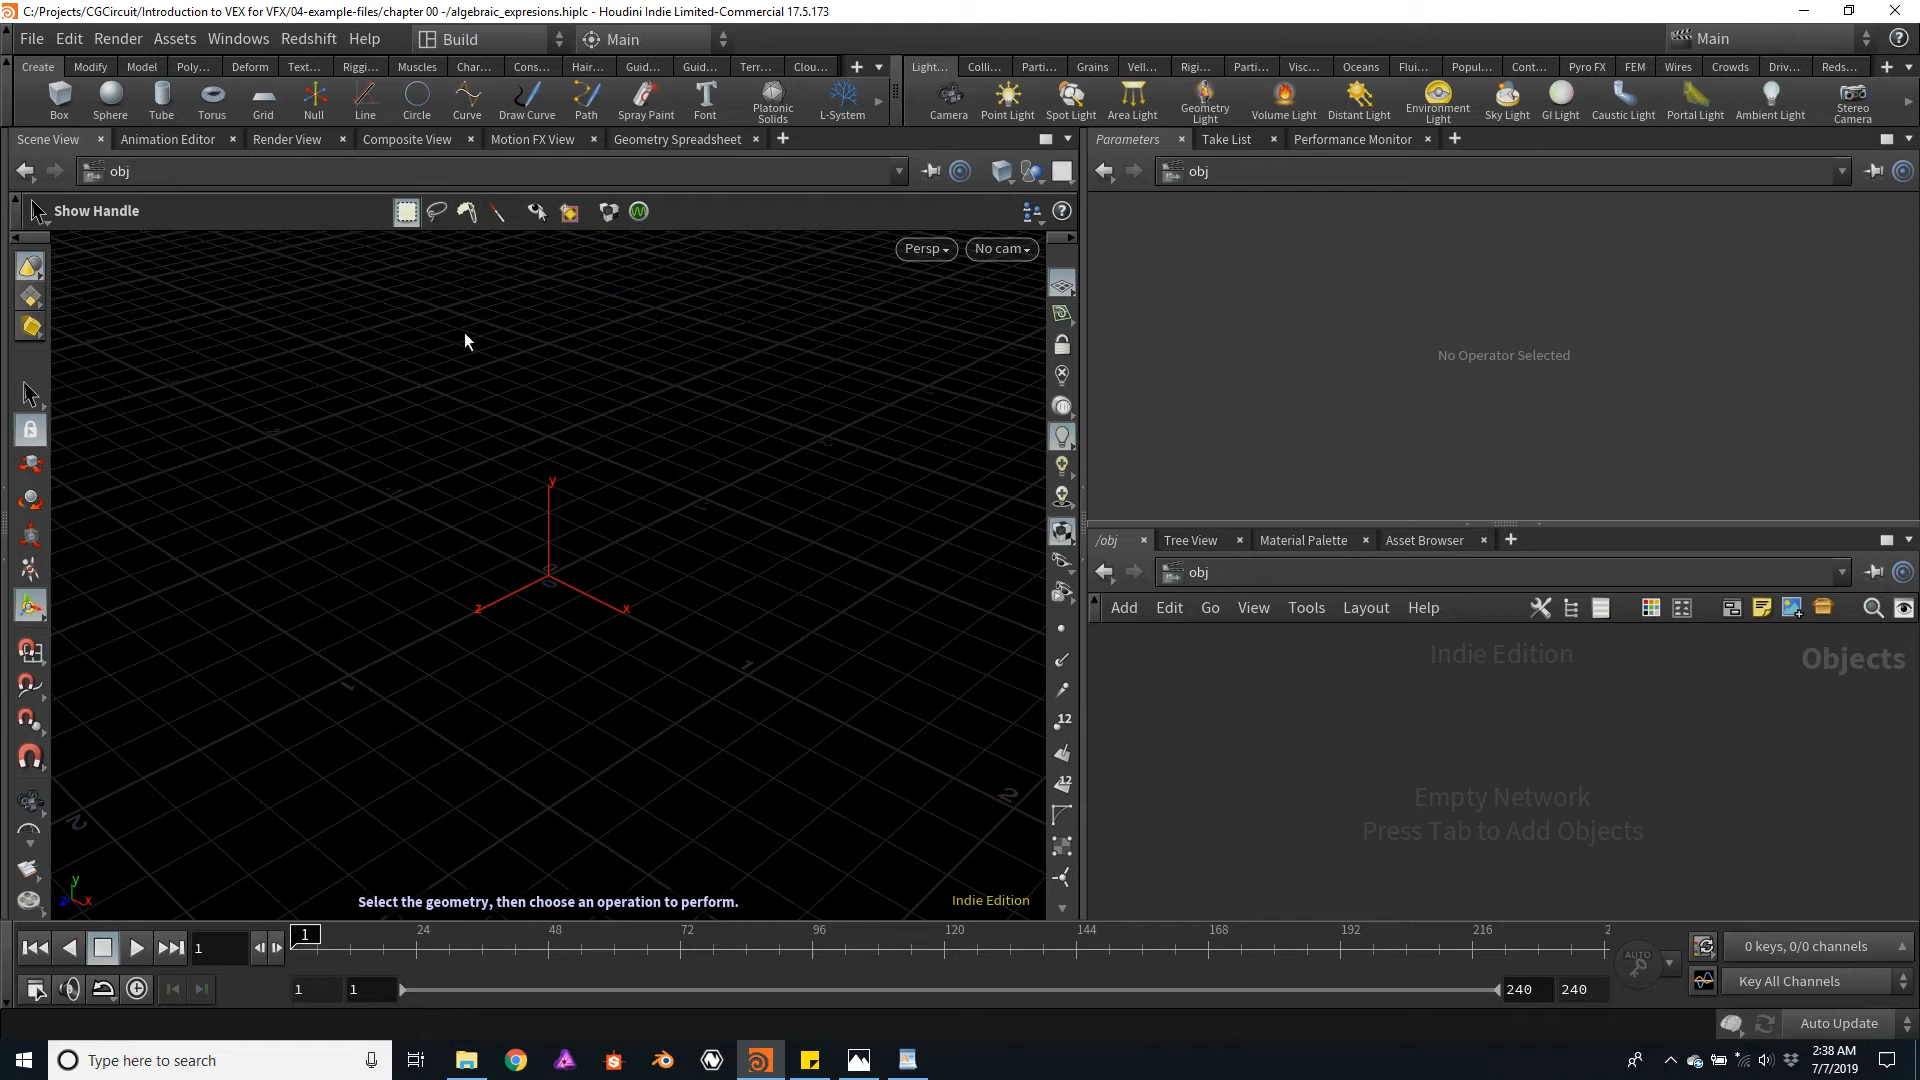 C:/Projects/CGCircuit/Introduction to VEX for VFX/04-example-files/chapter 00 -/algebraic_expresions.hiplc - Houdini Indie Limited-Commercial 17.5.173
File Edit Render Assets Windows Redshift Help Build Main Main
Create Modify Model Poly... Deform Text... Riggi... Muscles Char... Cons... Hair... Guid... Guid... Terr... Clou... Light... Colli... Parti... Grains Vell... Rigi... Parti... Visc... Oceans Flui... Popul... Cont... Pyro FX FEM Wires Crowds Driv... Reds...
Box Sphere Tube Torus Grid Null Line Circle Curve Draw Curve Path Spray Paint Font Platonic Solids L-System Camera Point Light Spot Light Area Light Geometry Light Volume Light Distant Light Environment Light Sky Light GI Light Caustic Light Portal Light Ambient Light Stereo Camera
Scene View Animation Editor Render View Composite View Motion FX View Geometry Spreadsheet Parameters Take List Performance Monitor
obj obj
Show Handle
Persp No cam
No Operator Selected
y
z x
0
0
1
1
2
2
12
12
/obj Tree View Material Palette Asset Browser
obj
Add Edit Go View Tools Layout Help
Indie Edition Objects
Empty Network
Press Tab to Add Objects
y
z x
Select the geometry, then choose an operation to perform. Indie Edition
1 1 24 48 72 96 120 144 168 192 216 2 AUTO 0 keys, 0/0 channels
1 1 240 240 Key All Channels
Auto Update
Type here to search 2:38 AM
7/7/2019